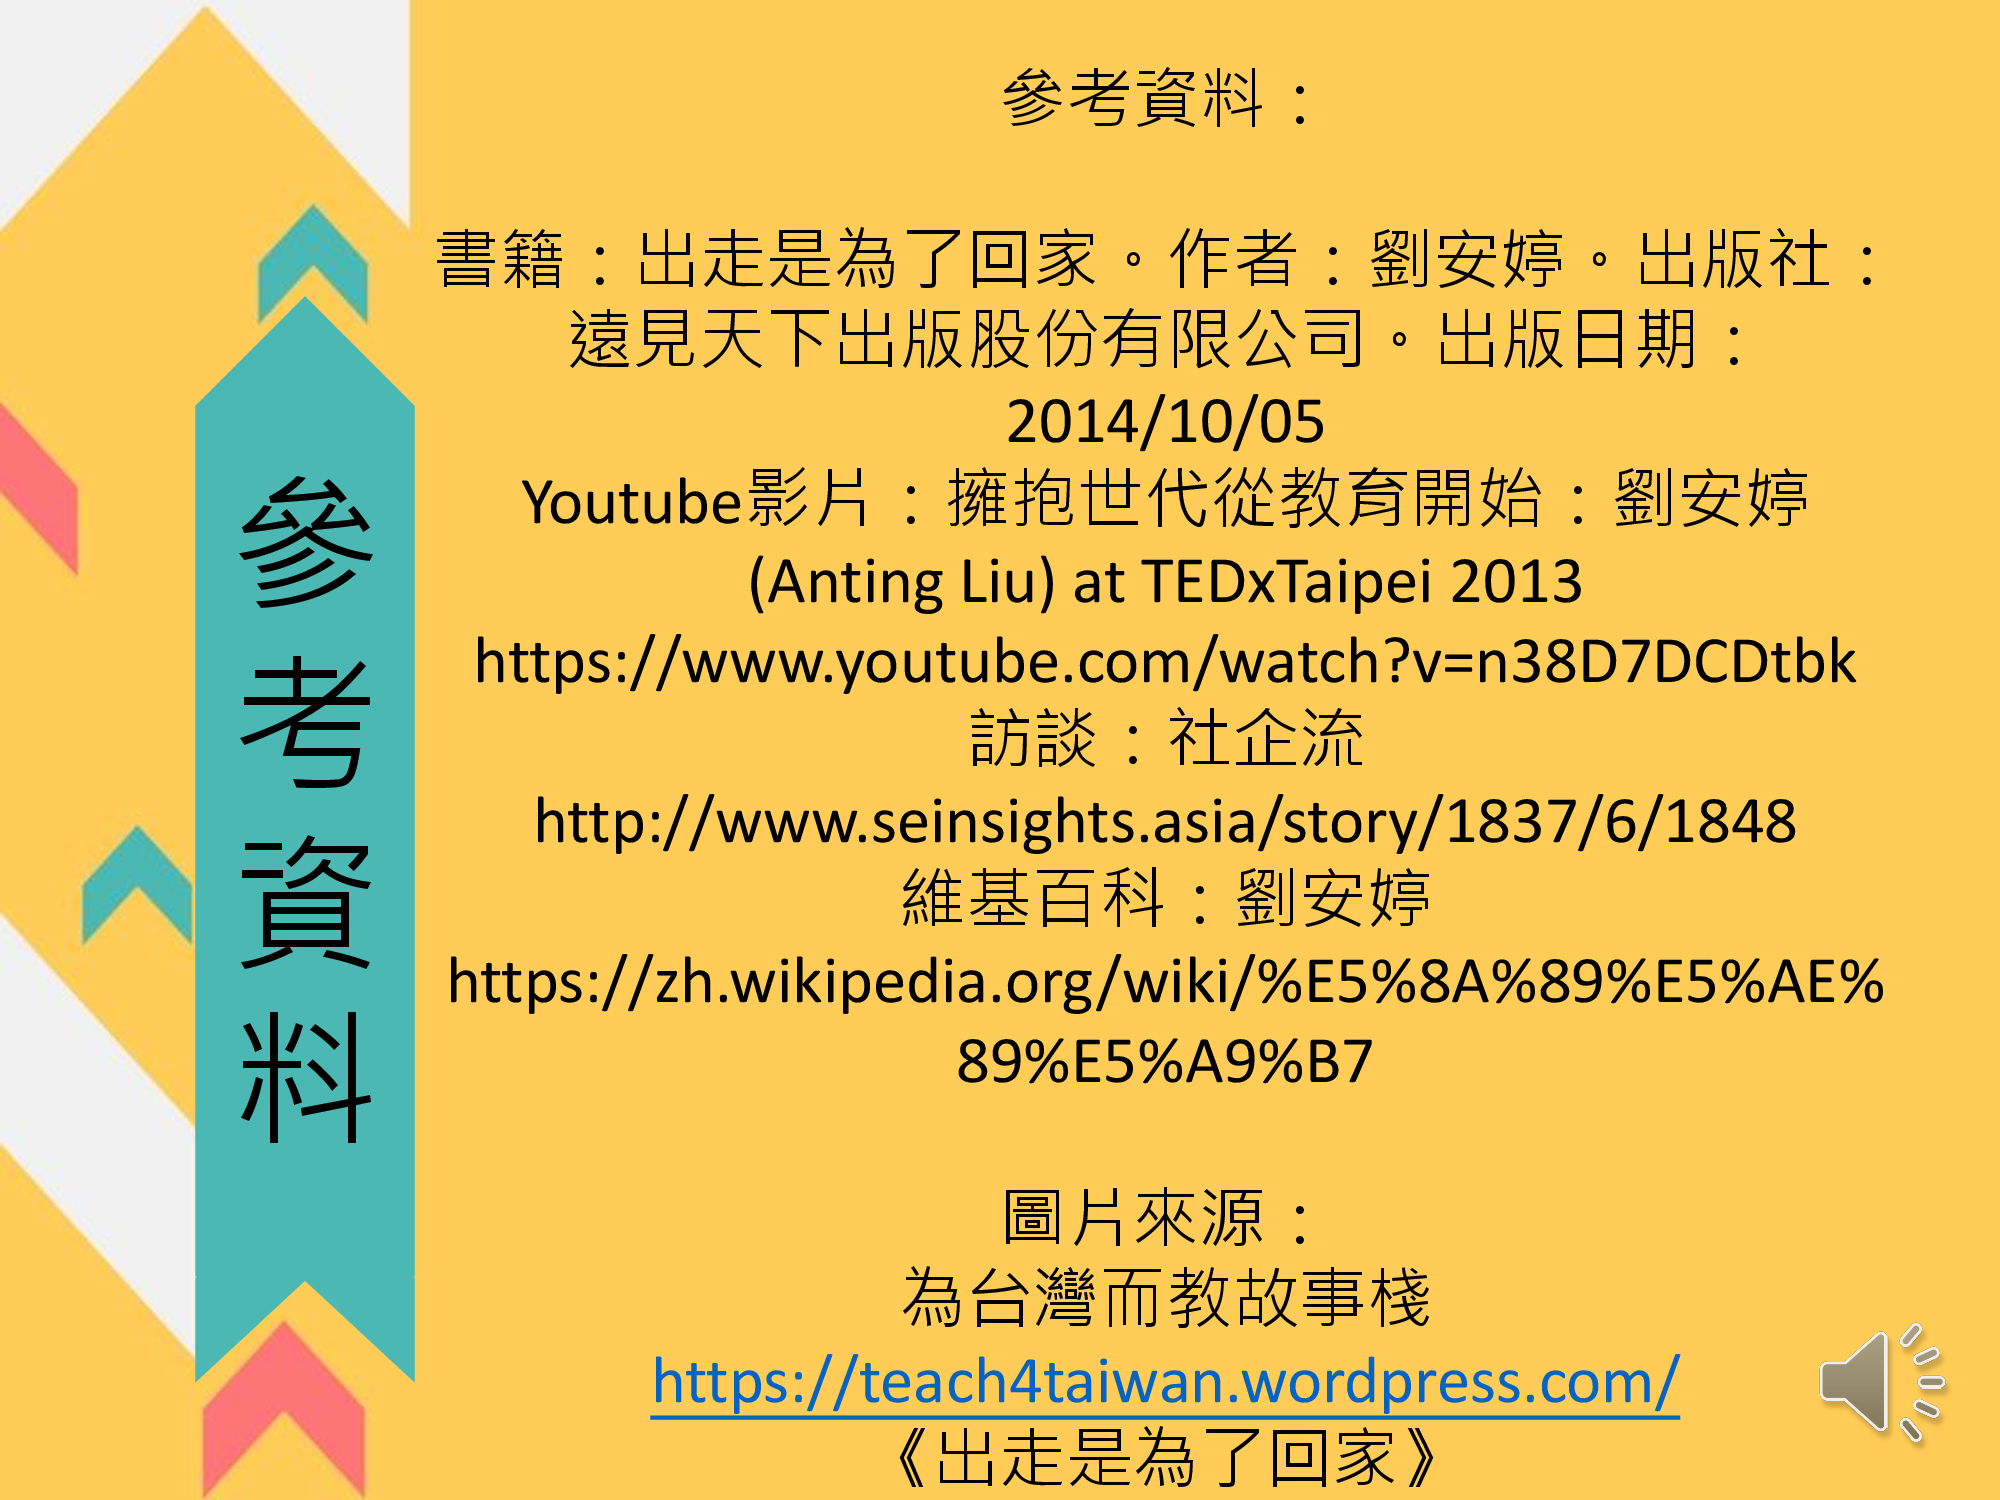 參考資料
參考資料：
書籍：出走是為了回家。作者：劉安婷。出版社：
遠見天下出版股份有限公司。出版日期：
2014/10/05
Youtube影片：擁抱世代從教育開始：劉安婷
(Anting Liu) at TEDxTaipei 2013
https://www.youtube.com/watch?v=n38D7DCDtbk
訪談：社企流
http://www.seinsights.asia/story/1837/6/1848
維基百科：劉安婷
https://zh.wikipedia.org/wiki/%E5%8A%89%E5%AE%
89%E5%A9%B7
圖片來源：
為台灣而教故事棧
https://teach4taiwan.wordpress.com/
《出走是為了回家》